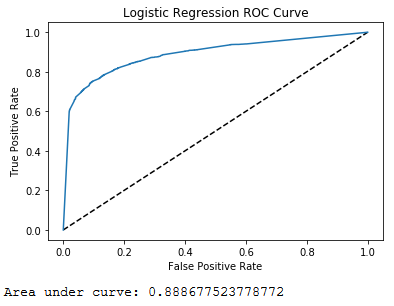 Logistic Regression ROC Curve
1.0
0.8
0.6
0.4
0.2
0.0
True Positive Rate
0.0 0.2 0.4 0.6 0.8 1.0
False Positive Rate
Area under curve: 0.888677523778772